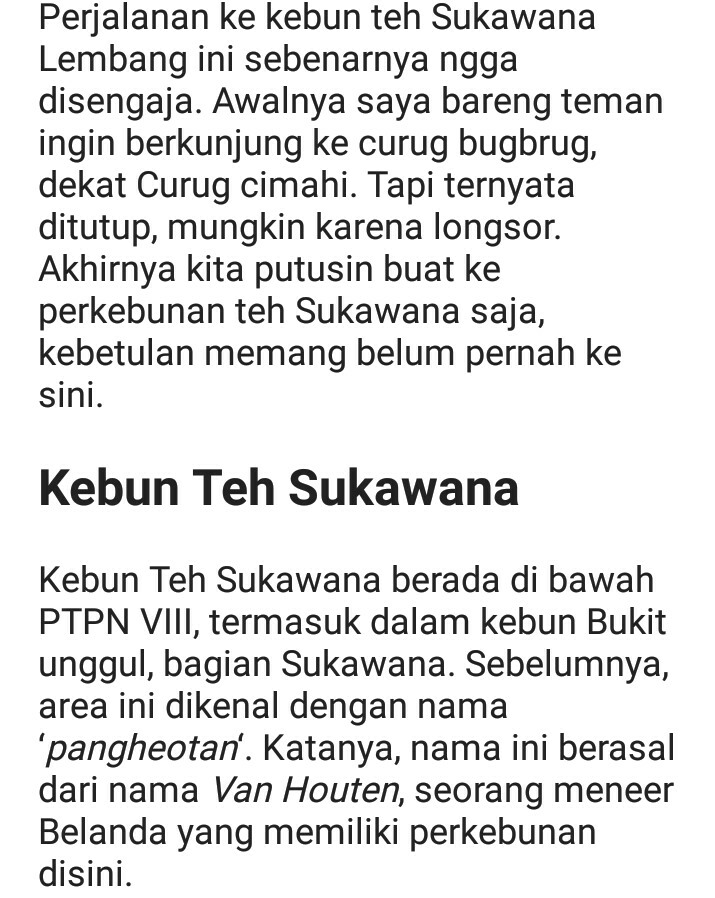 Perjalanan ke kebun teh Sukawana
Lembang ini sebenarnya ngga
disengaja. Awalnya saya bareng teman
ingin berkunjung ke curug bugbrug,
dekat Curug cimahi. Tapi ternyata
ditutup, mungkin karena longsor.
Akhirnya kita putusin buat ke
perkebunan teh Sukawana saja,
kebetulan memang belum pernah ke
sini.
Kebun Teh Sukawana
Kebun Teh Sukawana berada di bawah
PTPN VIII, termasuk dalam kebun Bukit
unggul, bagian Sukawana. Sebelumnya,
area ini dikenal dengan nama
‘pangheotan‘. Katanya, nama ini berasal
dari nama Van Houten, seorang meneer
Belanda yang memiliki perkebunan
disini.